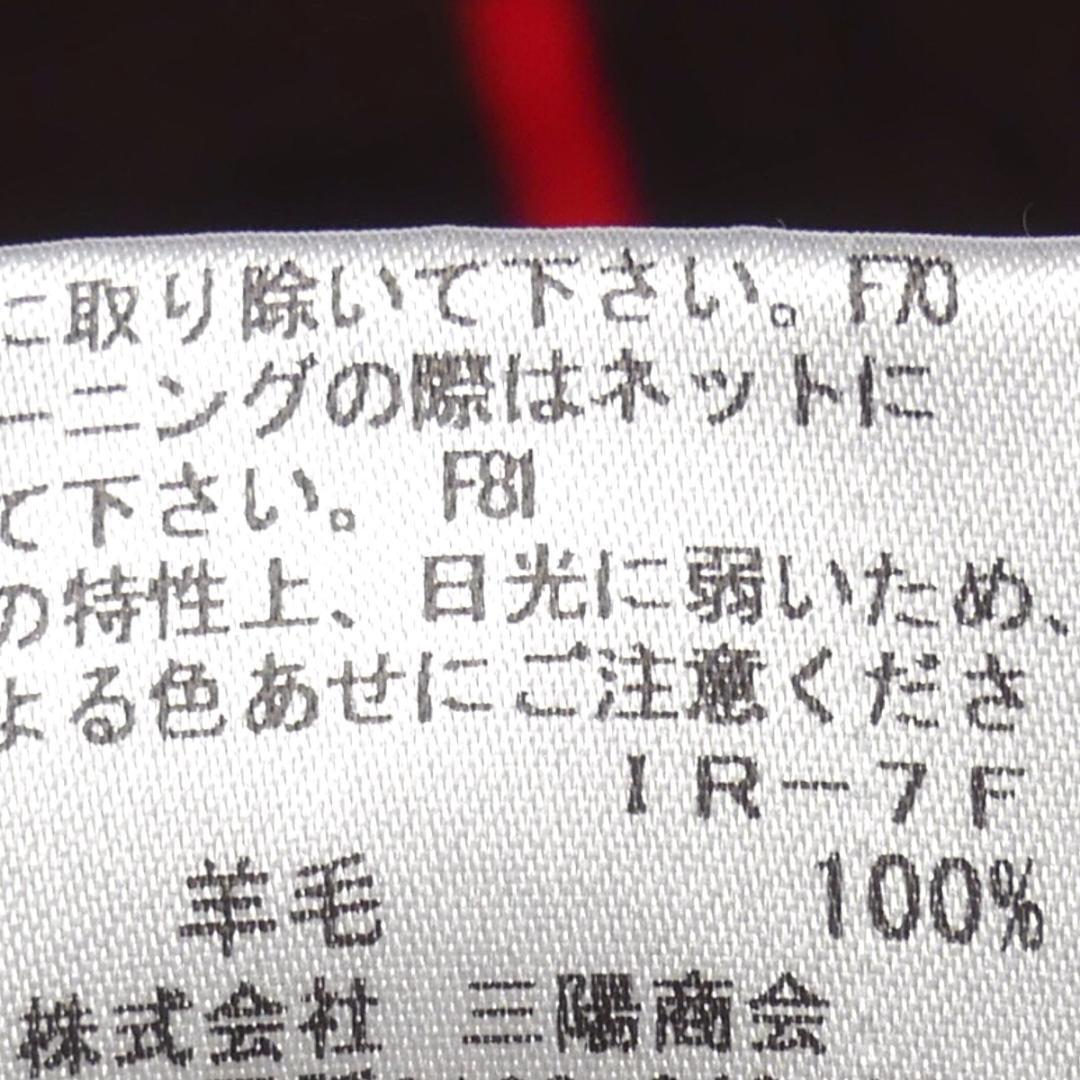 に取り除いて下さい。F70
ーニングの際はネットに
て下さい。 F81
の特性上、日光に弱いため、
よる色あせにご注意くださ
IR-7F
羊毛 100%
株式会社 三陽商会